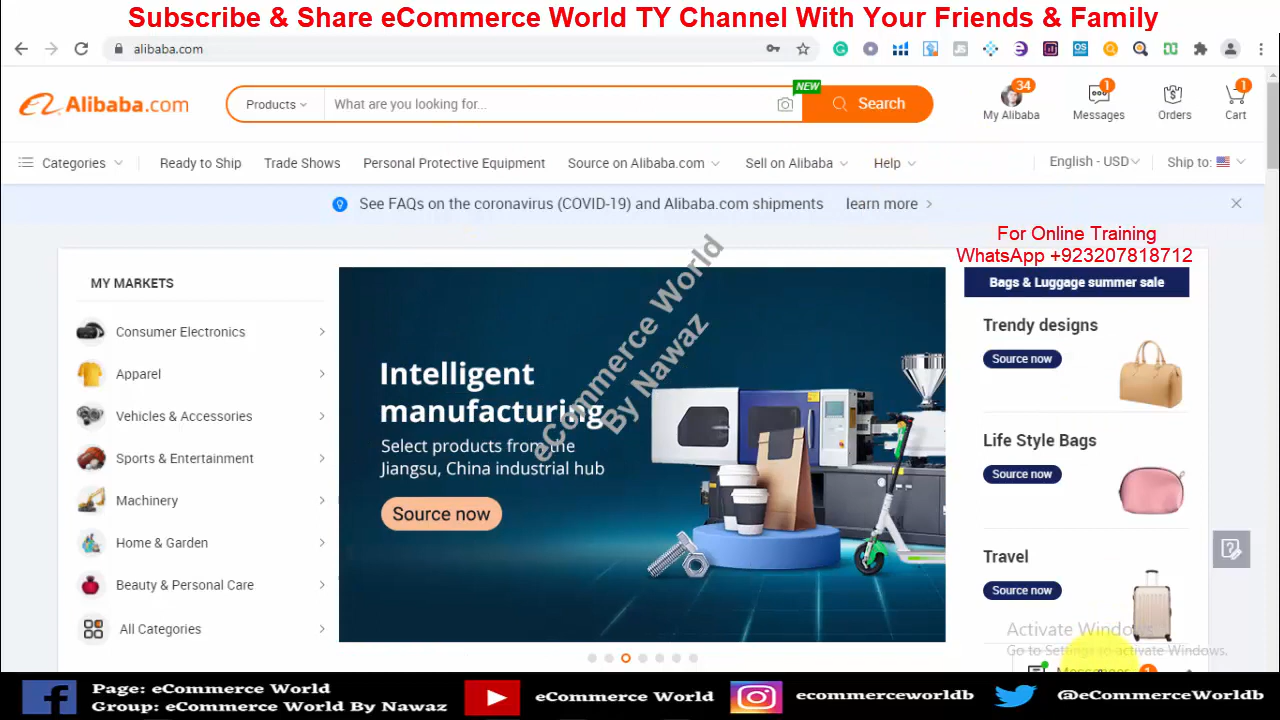 Subscribe & Share eCommerce World TY Channel With Your Friends & Family
alibaba.com
Alibaba.com
Products
What are you looking for...
NEW
Search
34
My Alibaba
1
Messages
Orders
1
Cart
Categories
Ready to Ship
Trade Shows
Personal Protective Equipment
Source on Alibaba.com
Sell on Alibaba
Help
English - USD
Ship to:
See FAQs on the coronavirus (COVID-19) and Alibaba.com shipments
learn more
For Online Training
WhatsApp +923207818712
MY MARKETS
Consumer Electronics
Apparel
Vehicles & Accessories
Sports & Entertainment
Machinery
Home & Garden
Beauty & Personal Care
All Categories
Intelligent
manufacturing
Select products from the
Jiangsu, China industrial hub
Source now
eCommerce World
By Nawaz
Bags & Luggage summer sale
Trendy designs
Source now
Life Style Bags
Source now
Travel
Source now
Activate Windows
Go to Settings to activate Windows.
Messenger
1
Page: eCommerce World
Group: eCommerce World By Nawaz
eCommerce World
ecommerceworldb
@eCommerceWorldb